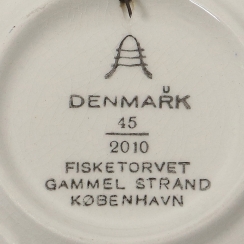 DENMARK
45
2010
FISKETORVET
GAMMEL STRAND
KØBENHAVN